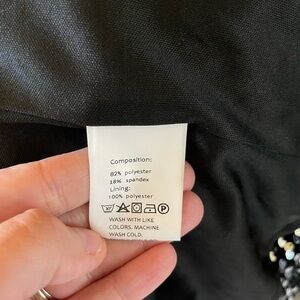 Composition:
82% polyester
18% spandex
Lining:
100% polyester
WASH WITH LIKE
COLORS. MACHINE
WASH COLD.